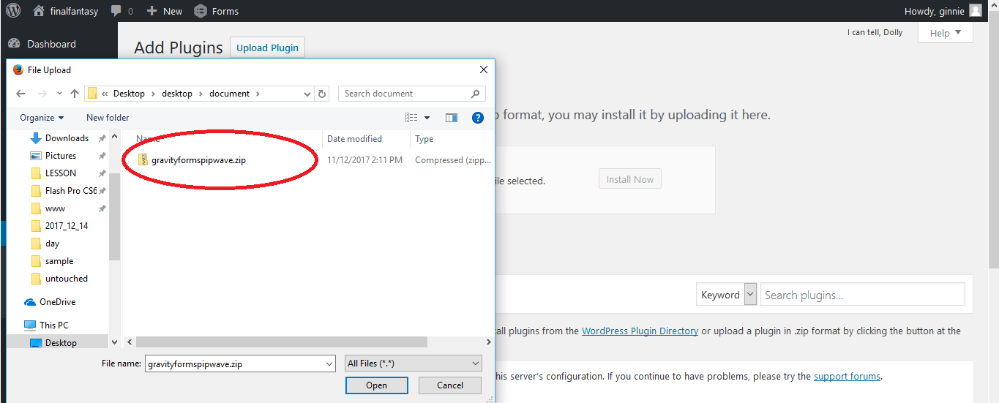 finalfantasy 0 + New Forms Howdy, ginnie
Dashboard
I can tell, Dolly Help
Add Plugins Upload Plugin
File Upload
« Desktop > desktop > document > Search document
Organize New folder
format, you may install it by uploading it here.
Downloads
Name Date modified Type
Pictures
gravityformspipwave.zip 11/12/2017 2:11 PM Compressed (zipp...
LESSON
ile selected. Install Now
Flash Pro CS6
www
2017_12_14
day
sample
untouched
Keyword Search plugins...
OneDrive
This PC
all plugins from the WordPress Plugin Directory or upload a plugin in .zip format by clicking the button at the
Desktop
File name: gravityformspipwave.zip All Files (*.*)
his server's configuration. If you continue to have problems, please try the support forums.
Open Cancel